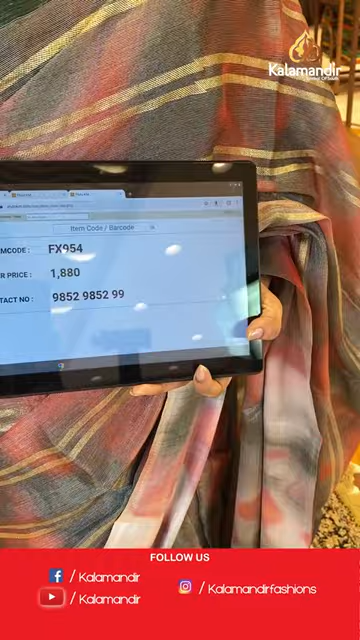 Kalamandir
Item Code / Barcode
MCODE : FX954
R PRICE : 1,880
TACT NO : 9852 9852 99
FOLLOW US
/ Kalamandir
/ Kalamandirfashions
/ Kalamandir